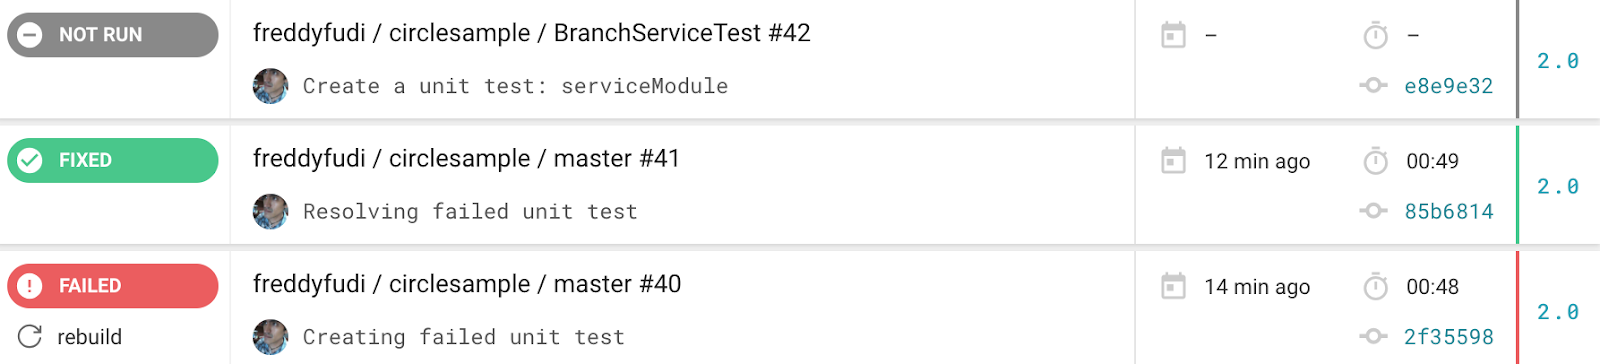 NOT RUN
freddyfudi / circlesample / BranchServiceTest #42
– –
Create a unit test: serviceModule
e8e9e32
2.0
FIXED
freddyfudi / circlesample / master #41
12 min ago 00:49
Resolving failed unit test
85b6814
2.0
FAILED
freddyfudi / circlesample / master #40
14 min ago 00:48
rebuild
Creating failed unit test
2f35598
2.0